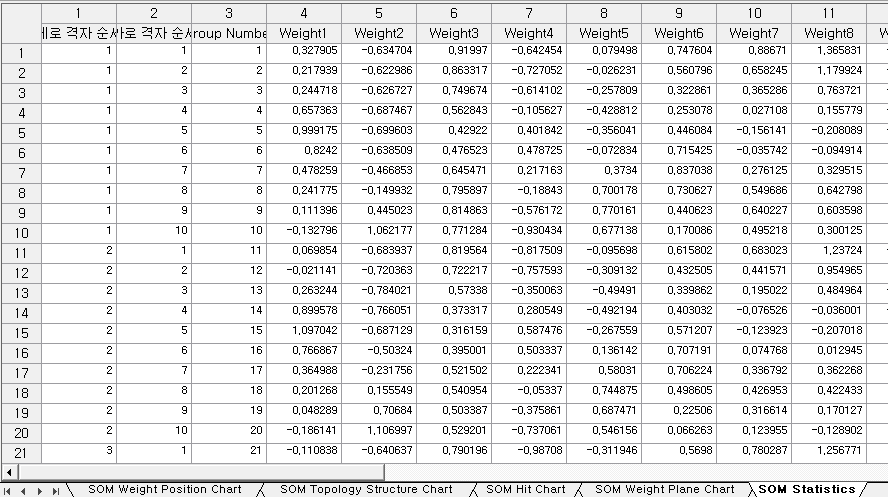 1 2 3 4 5 6 7 8 9 10 11
격자 순서 격자 순서 Group Number Weight1 Weight2 Weight3 Weight4 Weight5 Weight6 Weight7 Weight8
1 1 1 1 0,327905 -0,634704 0,91997 -0,642454 0,079498 0,747604 0,88671 1,365831
2 1 2 2 0,217939 -0,622986 0,863317 -0,727052 -0,026231 0,560796 0,658245 1,179924
3 1 3 3 0,244718 -0,626727 0,749674 -0,614102 -0,257809 0,322861 0,365286 0,763721
4 1 4 4 0,657363 -0,687467 0,562843 -0,105627 -0,428812 0,253078 0,027108 0,155779
5 1 5 5 0,999175 -0,699603 0,42922 0,401842 -0,356041 0,446084 -0,156141 -0,208089
6 1 6 6 0,8242 -0,638509 0,476523 0,478725 -0,072834 0,715425 -0,035742 -0,094914
7 1 7 7 0,478259 -0,466853 0,645471 0,217163 0,3734 0,837038 0,276125 0,329515
8 1 8 8 0,241775 -0,149932 0,795897 -0,18843 0,700178 0,730627 0,549686 0,642798
9 1 9 9 0,111396 0,445023 0,814863 -0,576172 0,770161 0,440623 0,640227 0,603598
10 1 10 10 -0,132796 1,062177 0,771284 -0,930434 0,677138 0,170086 0,495218 0,300125
11 2 1 11 0,069854 -0,683937 0,819564 -0,817509 -0,095698 0,615802 0,683023 1,23724
12 2 2 12 -0,021141 -0,720363 0,722217 -0,757593 -0,309132 0,432505 0,441571 0,954965
13 2 3 13 0,263244 -0,784021 0,57338 -0,350063 -0,49491 0,339862 0,195022 0,484964
14 2 4 14 0,899578 -0,766051 0,373317 0,280549 -0,492194 0,403032 -0,076526 -0,036001
15 2 5 15 1,097042 -0,687129 0,316159 0,587476 -0,267559 0,571207 -0,123923 -0,207018
16 2 6 16 0,766867 -0,50324 0,395001 0,503337 0,136142 0,707191 0,074768 0,012945
17 2 7 17 0,364988 -0,231756 0,521502 0,222341 0,58031 0,706224 0,336792 0,362268
18 2 8 18 0,201268 0,155549 0,540954 -0,05337 0,744875 0,498605 0,426953 0,422433
19 2 9 19 0,048289 0,70684 0,503387 -0,375861 0,687471 0,22506 0,316614 0,170127
20 2 10 20 -0,186141 1,106997 0,529201 -0,737061 0,546156 0,066263 0,123955 -0,128902
21 3 1 21 -0,110838 -0,640637 0,790196 -0,98708 -0,311946 0,5698 0,780287 1,256771
SOM Weight Position Chart SOM Topology Structure Chart SOM Hit Chart SOM Weight Plane Chart SOM Statistics